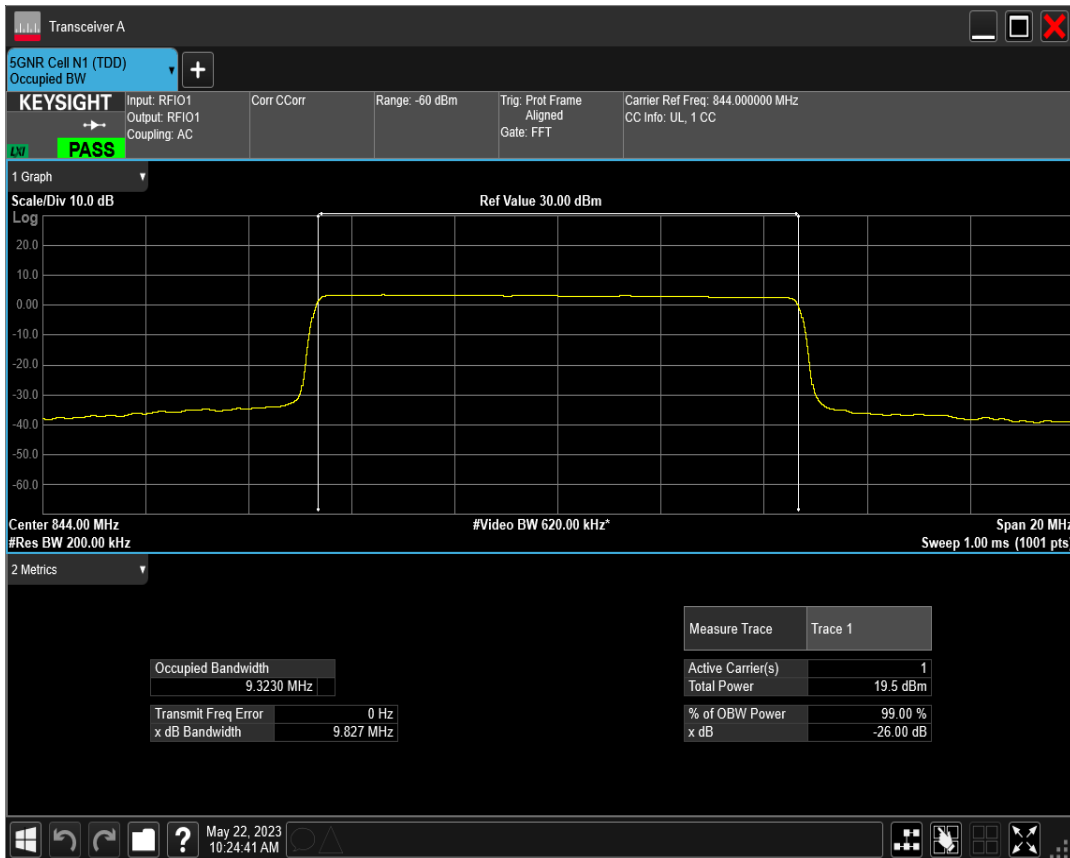 Transceiver A
5GNR Cell N1 (TDD)
Occupied BW
+
KEYSIGHT
LXI
PASS
Input: RFIO1
Output: RFIO1
Coupling: AC
Corr CCorr
Range: -60 dBm
Trig: Prot Frame
Aligned
Gate: FFT
Carrier Ref Freq: 844.000000 MHz
CC Info: UL, 1 CC
1 Graph
Scale/Div 10.0 dB
Ref Value 30.00 dBm
Log
20.0
10.0
0.00
-10.0
-20.0
-30.0
-40.0
-50.0
-60.0
Center 844.00 MHz
#Video BW 620.00 kHz*
Span 20 MHz
#Res BW 200.00 kHz
Sweep 1.00 ms (1001 pts)
2 Metrics
Measure Trace Trace 1
Occupied Bandwidth
9.3230 MHz
Active Carrier(s) 1
Total Power 19.5 dBm
Transmit Freq Error 0 Hz
x dB Bandwidth 9.827 MHz
% of OBW Power 99.00 %
x dB -26.00 dB
?
May 22, 2023
10:24:41 AM